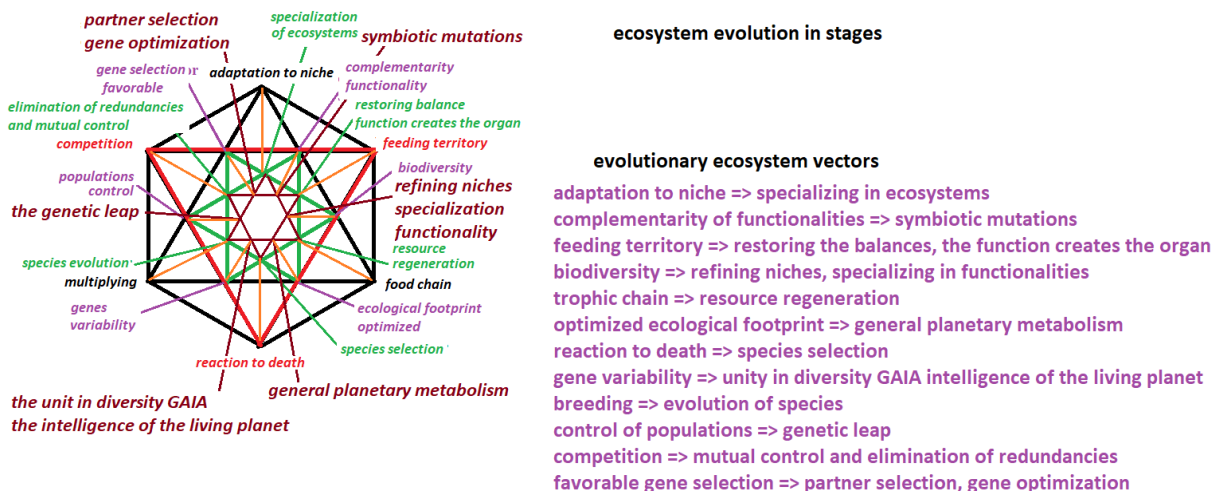 partner selection
gene optimization
specialization
of ecosystems
symbiotic mutations
gene selection or
favorable
adaptation to niche
complementarity
functionality
elimination of redundancies
and mutual control
restoring balance
function creates the organ
competition
feeding territory
populations
control
biodiversity
the genetic leap
refining niches
specialization
functionality
species evolution
resource
regeneration
multiplying
food chain
genes
variability
ecological footprint
optimized
species selection
reaction to death
general planetary metabolism
the unit in diversity GAIA
the intelligence of the living planet
ecosystem evolution in stages
evolutionary ecosystem vectors
adaptation to niche => specializing in ecosystems
complementarity of functionalities => symbiotic mutations
feeding territory => restoring the balances, the function creates the organ
biodiversity => refining niches, specializing in functionalities
trophic chain => resource regeneration
optimized ecological footprint => general planetary metabolism
reaction to death => species selection
gene variability => unity in diversity GAIA intelligence of the living planet
breeding => evolution of species
control of populations => genetic leap
competition => mutual control and elimination of redundancies
favorable gene selection => partner selection, gene optimization